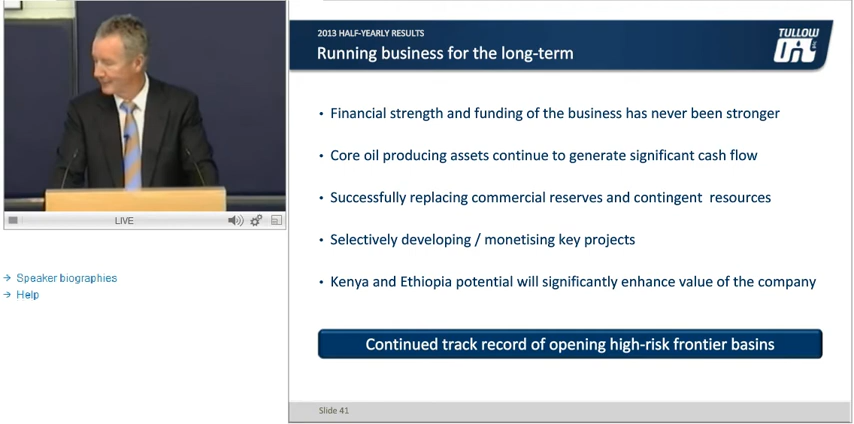 LIVE
→ Speaker biographies
→ Help
2013 HALF-YEARLY RESULTS
Running business for the long-term
TULLOW
Oil
plc
• Financial strength and funding of the business has never been stronger
• Core oil producing assets continue to generate significant cash flow
• Successfully replacing commercial reserves and contingent resources
• Selectively developing / monetising key projects
• Kenya and Ethiopia potential will significantly enhance value of the company
Continued track record of opening high-risk frontier basins
Slide 41